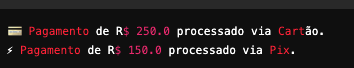 💳 Pagamento de R$ 250.0 processado via Cartão.
⚡ Pagamento de R$ 150.0 processado via Pix.